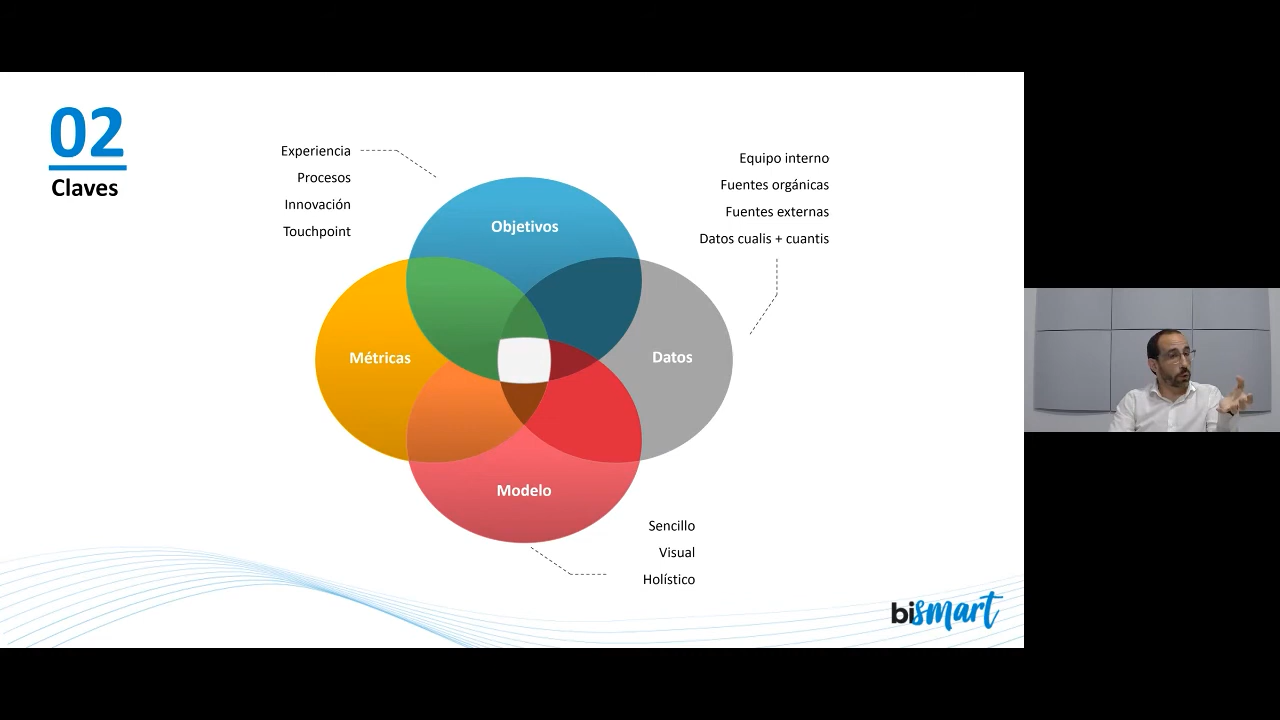 02
Claves
Experiencia
Procesos
Innovación
Touchpoint
Equipo interno
Fuentes orgánicas
Fuentes externas
Datos cualis + cuantis
Objetivos
Métricas
Datos
Modelo
Sencillo
Visual
Holístico
bismart